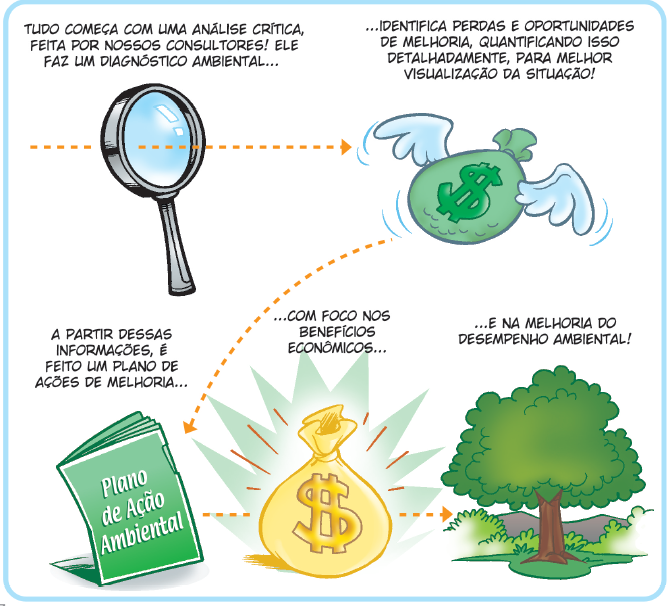 TUDO COMEÇA COM UMA ANÁLISE CRÍTICA,
FEITA POR NOSSOS CONSULTORES! ELE
FAZ UM DIAGNÓSTICO AMBIENTAL...
...IDENTIFICA PERDAS E OPORTUNIDADES
DE MELHORIA, QUANTIFICANDO ISSO
DETALHADAMENTE, PARA MELHOR
VISUALIZAÇÃO DA SITUAÇÃO!
A PARTIR DESSAS
INFORMAÇÕES, É
FEITO UM PLANO DE
AÇÕES DE MELHORIA...
...COM FOCO NOS
BENEFÍCIOS
ECONÔMICOS...
...E NA MELHORIA DO
DESEMPENHO AMBIENTAL!
Plano
de Ação
Ambiental